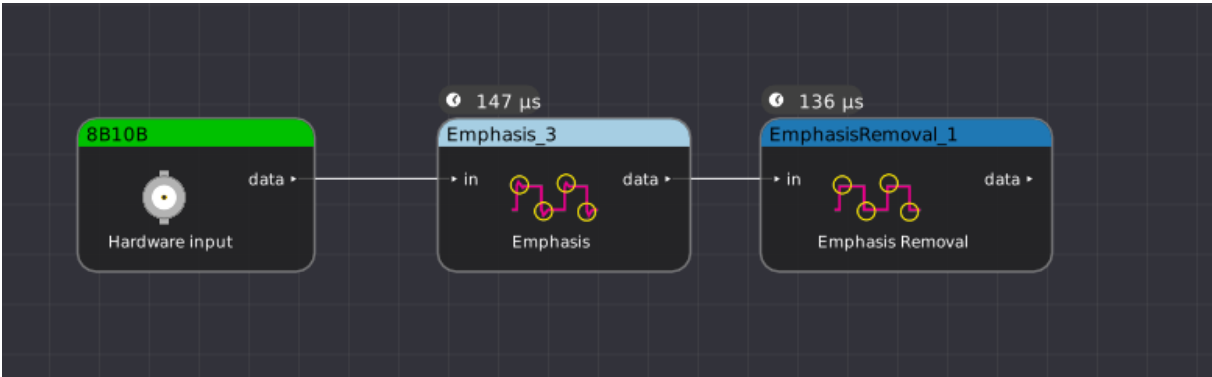 147 µs
136 µs
8B10B
Emphasis_3
EmphasisRemoval_1
data
in
data
in
data
Hardware input
Emphasis
Emphasis Removal